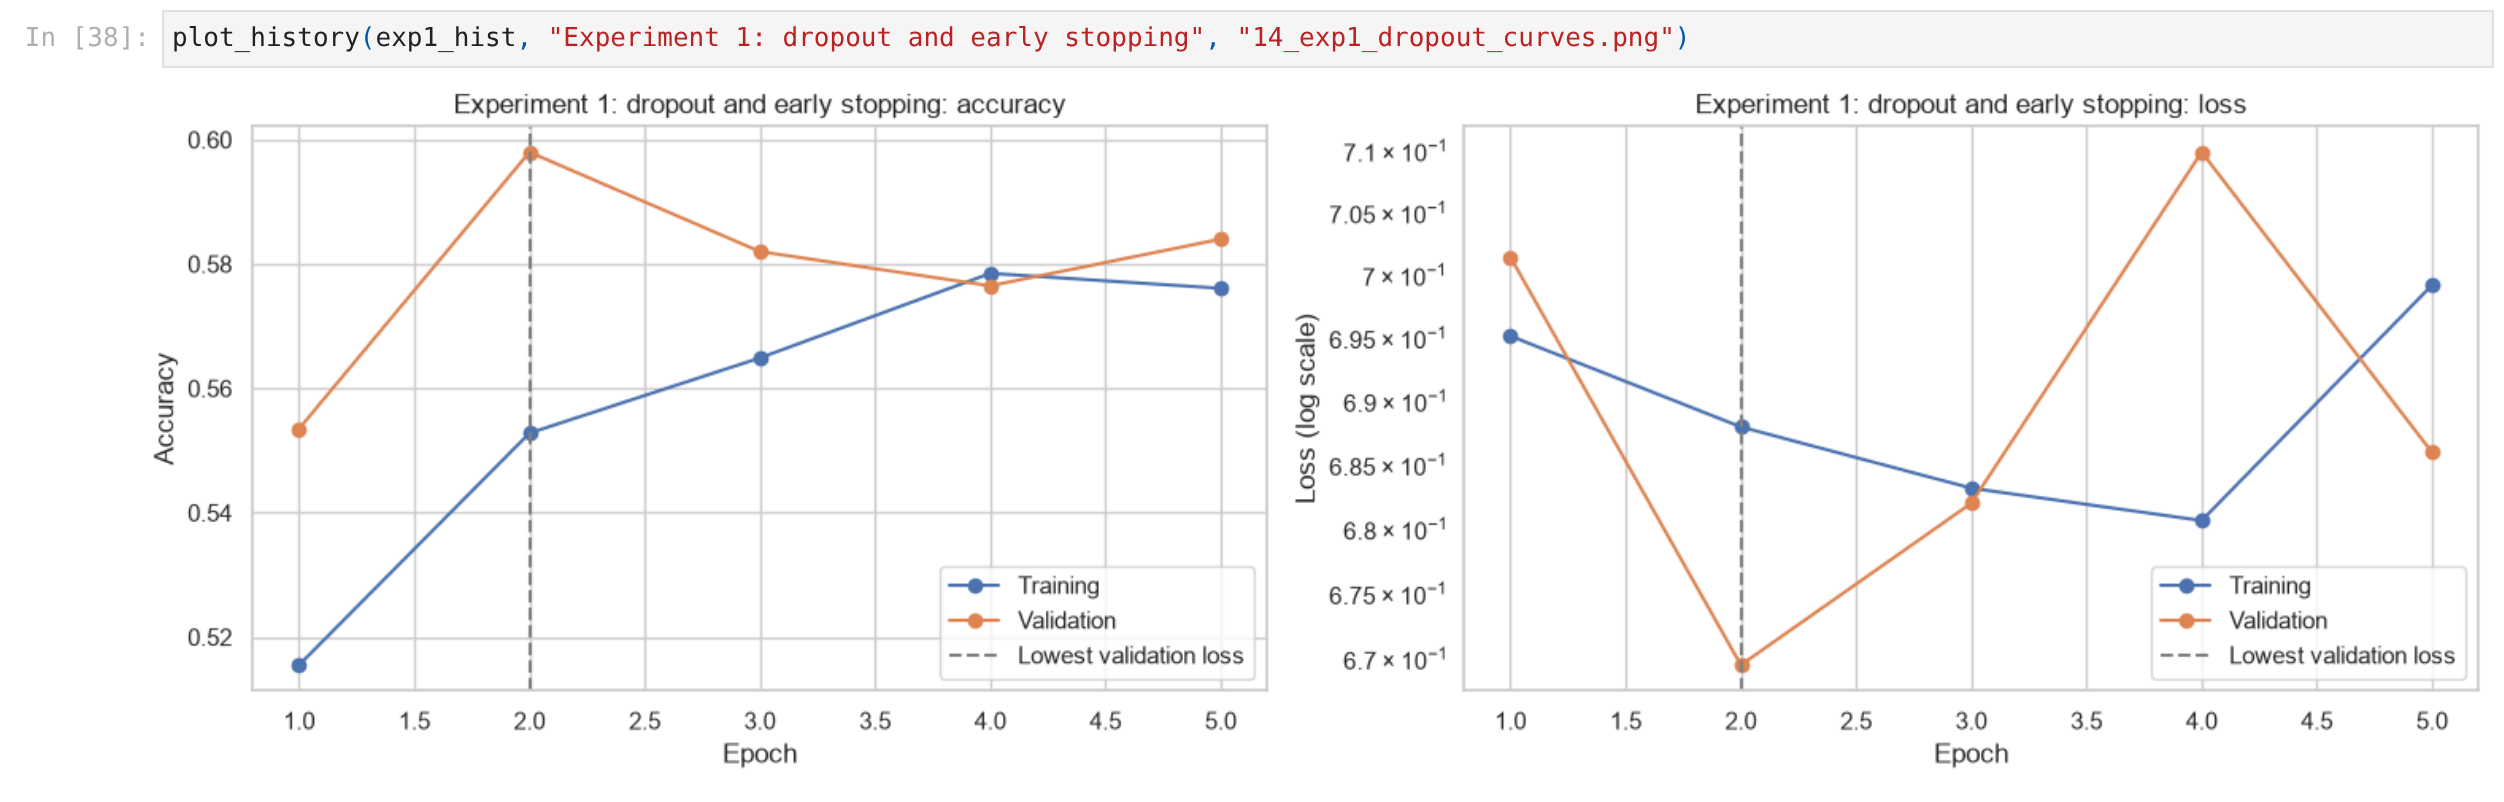 In [38]: plot_history(exp1_hist, "Experiment 1: dropout and early stopping", "14_exp1_dropout_curves.png")
Experiment 1: dropout and early stopping: accuracy
0.60
0.58
0.56
0.54
0.52
Accuracy
Training
Validation
Lowest validation loss
1.0 1.5 2.0 2.5 3.0 3.5 4.0 4.5 5.0
Epoch
Experiment 1: dropout and early stopping: loss
7.1 × 10⁻¹
7.05 × 10⁻¹
7 × 10⁻¹
6.95 × 10⁻¹
6.9 × 10⁻¹
6.85 × 10⁻¹
6.8 × 10⁻¹
6.75 × 10⁻¹
6.7 × 10⁻¹
Loss (log scale)
Training
Validation
Lowest validation loss
1.0 1.5 2.0 2.5 3.0 3.5 4.0 4.5 5.0
Epoch